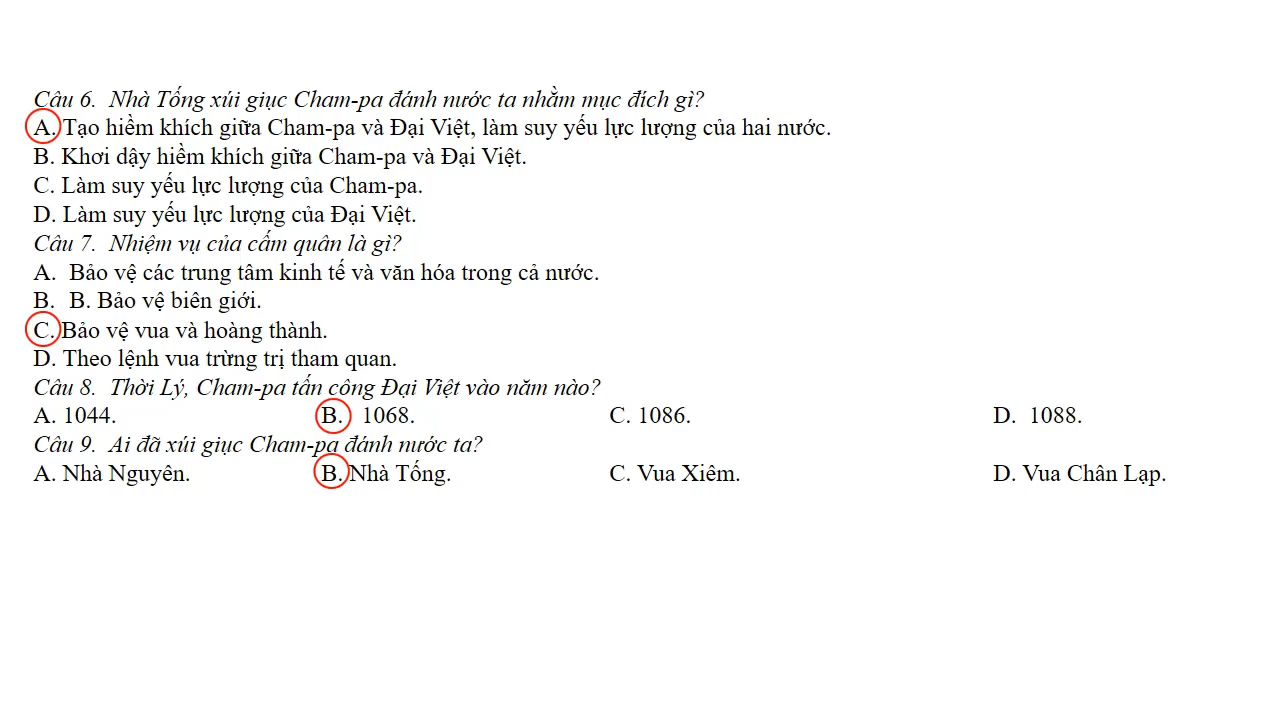 Câu 6. Nhà Tống xúi giục Cham-pa đánh nước ta nhằm mục đích gì?
A. Tạo hiềm khích giữa Cham-pa và Đại Việt, làm suy yếu lực lượng của hai nước.
B. Khơi dậy hiềm khích giữa Cham-pa và Đại Việt.
C. Làm suy yếu lực lượng của Cham-pa.
D. Làm suy yếu lực lượng của Đại Việt.
Câu 7. Nhiệm vụ của cấm quân là gì?
A. Bảo vệ các trung tâm kinh tế và văn hóa trong cả nước.
B. B. Bảo vệ biên giới.
C. Bảo vệ vua và hoàng thành.
D. Theo lệnh vua trừng trị tham quan.
Câu 8. Thời Lý, Cham-pa tấn công Đại Việt vào năm nào?
A. 1044. B. 1068. C. 1086. D. 1088.
Câu 9. Ai đã xúi giục Cham-pa đánh nước ta?
A. Nhà Nguyên. B. Nhà Tống. C. Vua Xiêm. D. Vua Chân Lạp.